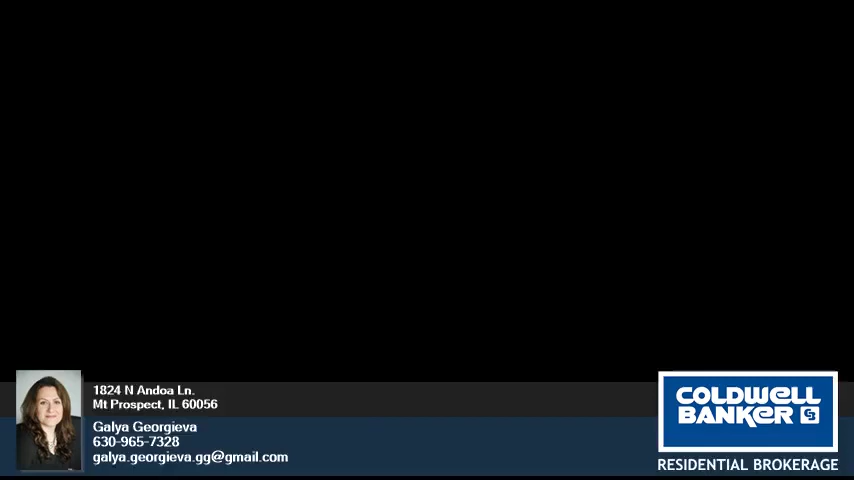 1824 N Andoa Ln.
Mt Prospect, IL 60056
Galya Georgieva
630-965-7328
galya.georgieva.gg@gmail.com
COLDWELL
BANKER CB
RESIDENTIAL BROKERAGE